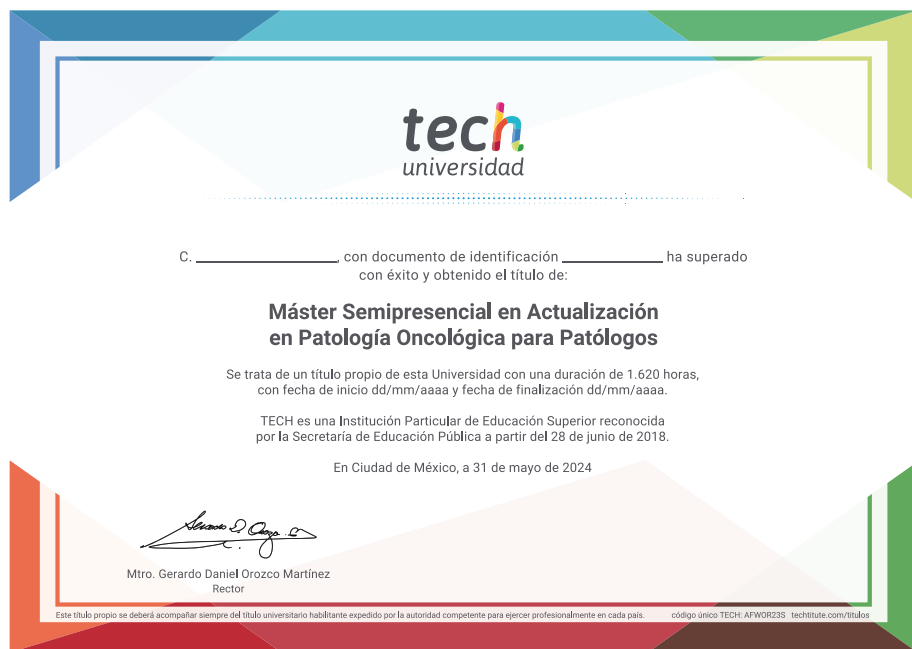 tech
universidad
C. ____________________, con documento de identificación ______________ ha superado
con éxito y obtenido el título de:
Máster Semipresencial en Actualización
en Patología Oncológica para Patólogos
Se trata de un título propio de esta Universidad con una duración de 1.620 horas,
con fecha de inicio dd/mm/aaaa y fecha de finalización dd/mm/aaaa.
TECH es una Institución Particular de Educación Superior reconocida
por la Secretaría de Educación Pública a partir del 28 de junio de 2018.
En Ciudad de México, a 31 de mayo de 2024
Mtro. Gerardo Daniel Orozco Martínez
Rector
Este título propio se deberá acompañar siempre del título universitario habilitante expedido por la autoridad competente para ejercer profesionalmente en cada país. código único TECH: AFWOR23S techtitute.com/titulos